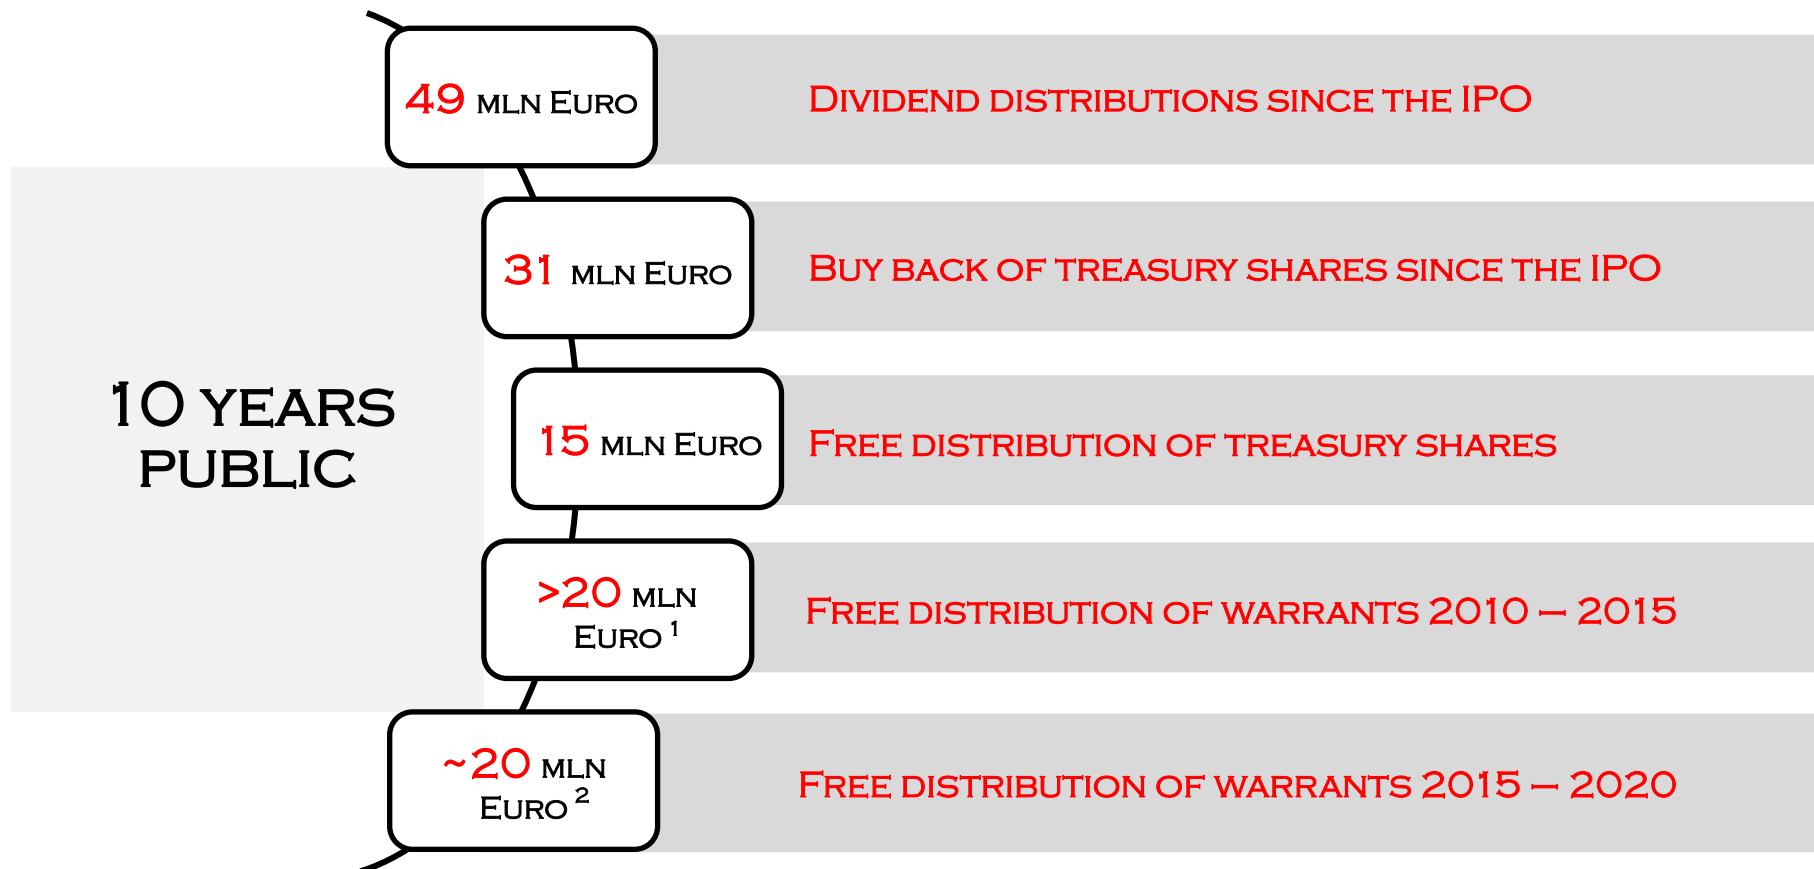 49 MLN EURO
DIVIDEND DISTRIBUTIONS SINCE THE IPO
31 MLN EURO
BUY BACK OF TREASURY SHARES SINCE THE IPO
10 YEARS
PUBLIC
15 MLN EURO
FREE DISTRIBUTION OF TREASURY SHARES
>20 MLN
EURO ¹
FREE DISTRIBUTION OF WARRANTS 2010 – 2015
~20 MLN
EURO ²
FREE DISTRIBUTION OF WARRANTS 2015 – 2020